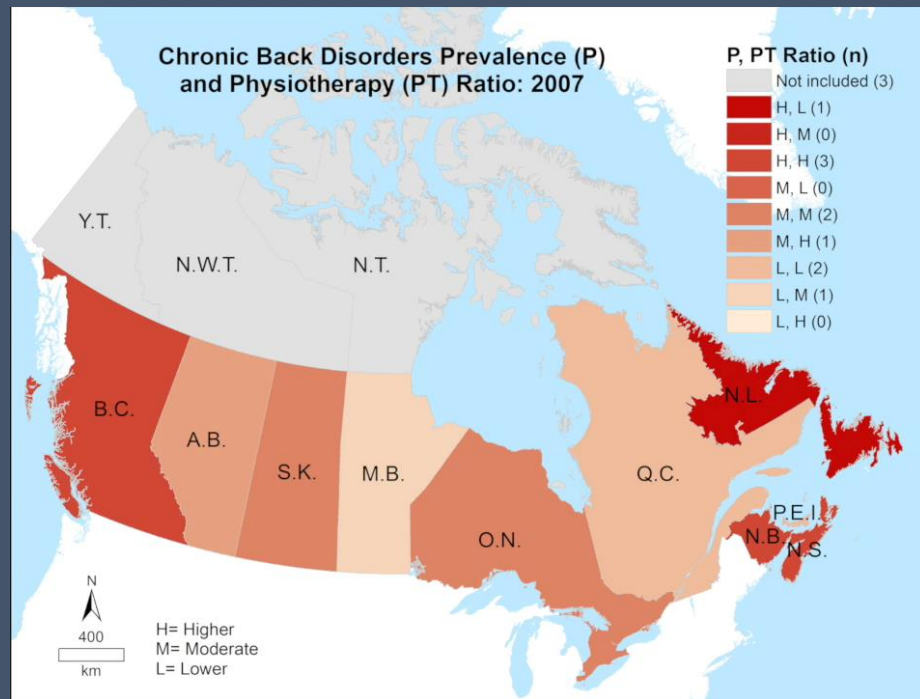 Chronic Back Disorders Prevalence (P)
and Physiotherapy (PT) Ratio: 2007
P, PT Ratio (n)
Not included (3)
H, L (1)
H, M (0)
H, H (3)
M, L (0)
M, M (2)
M, H (1)
L, L (2)
L, M (1)
L, H (0)
Y.T.
N.W.T.
N.T.
B.C.
A.B.
S.K.
M.B.
O.N.
Q.C.
N.L.
P.E.I.
N.B.
N.S.
N
400
km
H= Higher
M= Moderate
L= Lower